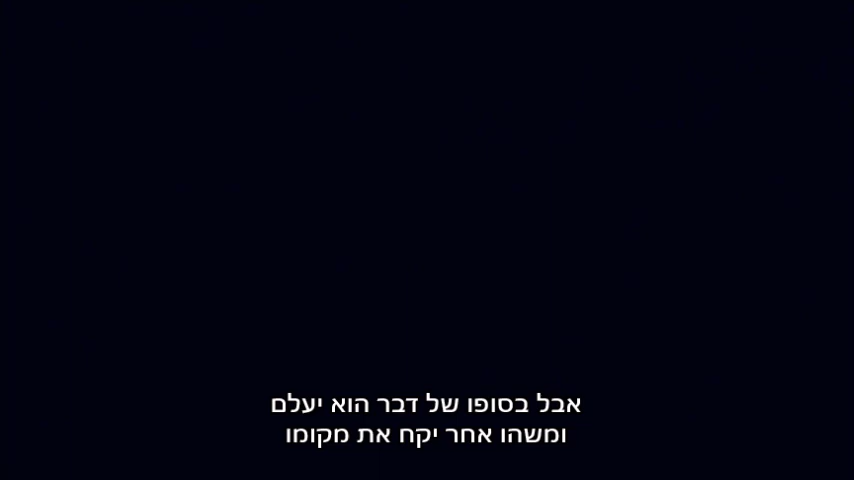 אבל בסופו של דבר הוא יעלם
ומשהו אחר יקח את מקומו